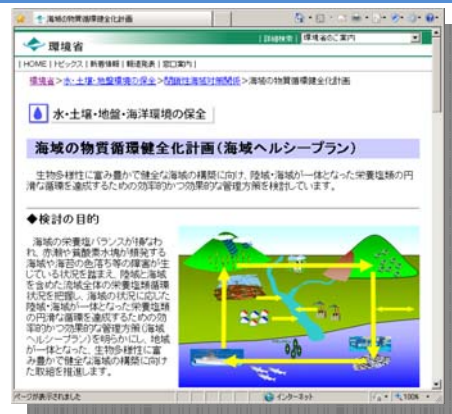 海域の物質循環健全化計画
環境省
詳細検索 環境省のご案内
HOME | トピックス | 新着情報 | 報道発表 | 窓口案内 |
環境省>水・土壌・地盤環境の保全>閉鎖性海域対策関係>海域の物質循環健全化計画
水・土壌・地盤・海洋環境の保全
海域の物質循環健全化計画(海域ヘルシープラン)
生物多様性に富み豊かで健全な海域の構築に向け、陸域・海域が一体となった栄養塩類の円
滑な循環を達成するための効率的かつ効果的な管理方策を検討しています。
◆検討の目的
海域の栄養塩バランスが損なわ
れ、赤潮や貧酸素水塊が頻発する
海域や海苔の色落ち等の障害が生
じている状況を踏まえ、陸域と海域
を含めた流域全体の栄養塩類循環
状況を把握し、海域の状況に応じた
陸域・海域が一体となった栄養塩類
の円滑な循環を達成するための効
率的かつ効果的な管理方策(海域
ヘルシープラン)を明らかにし、地域
が一体となった、生物多様性に富
み豊かで健全な海域の構築に向け
た取組を推進します。
ページが表示されました インターネット 100%